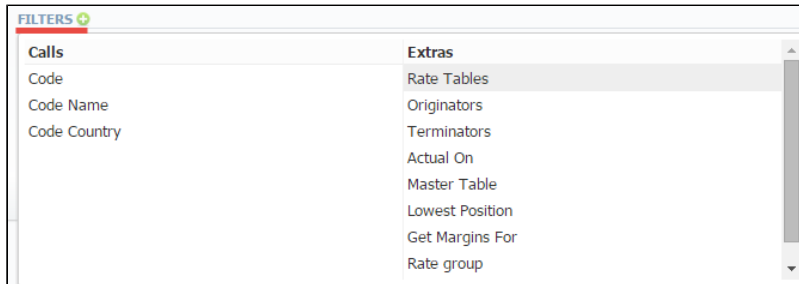 FILTERS
Calls
Code
Code Name
Code Country
Extras
Rate Tables
Originators
Terminators
Actual On
Master Table
Lowest Position
Get Margins For
Rate group